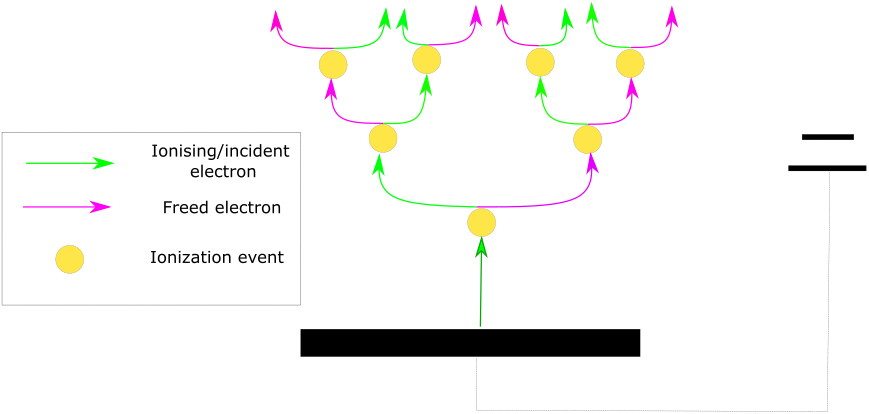 Ionising/incident
electron
Freed electron
Ionization event